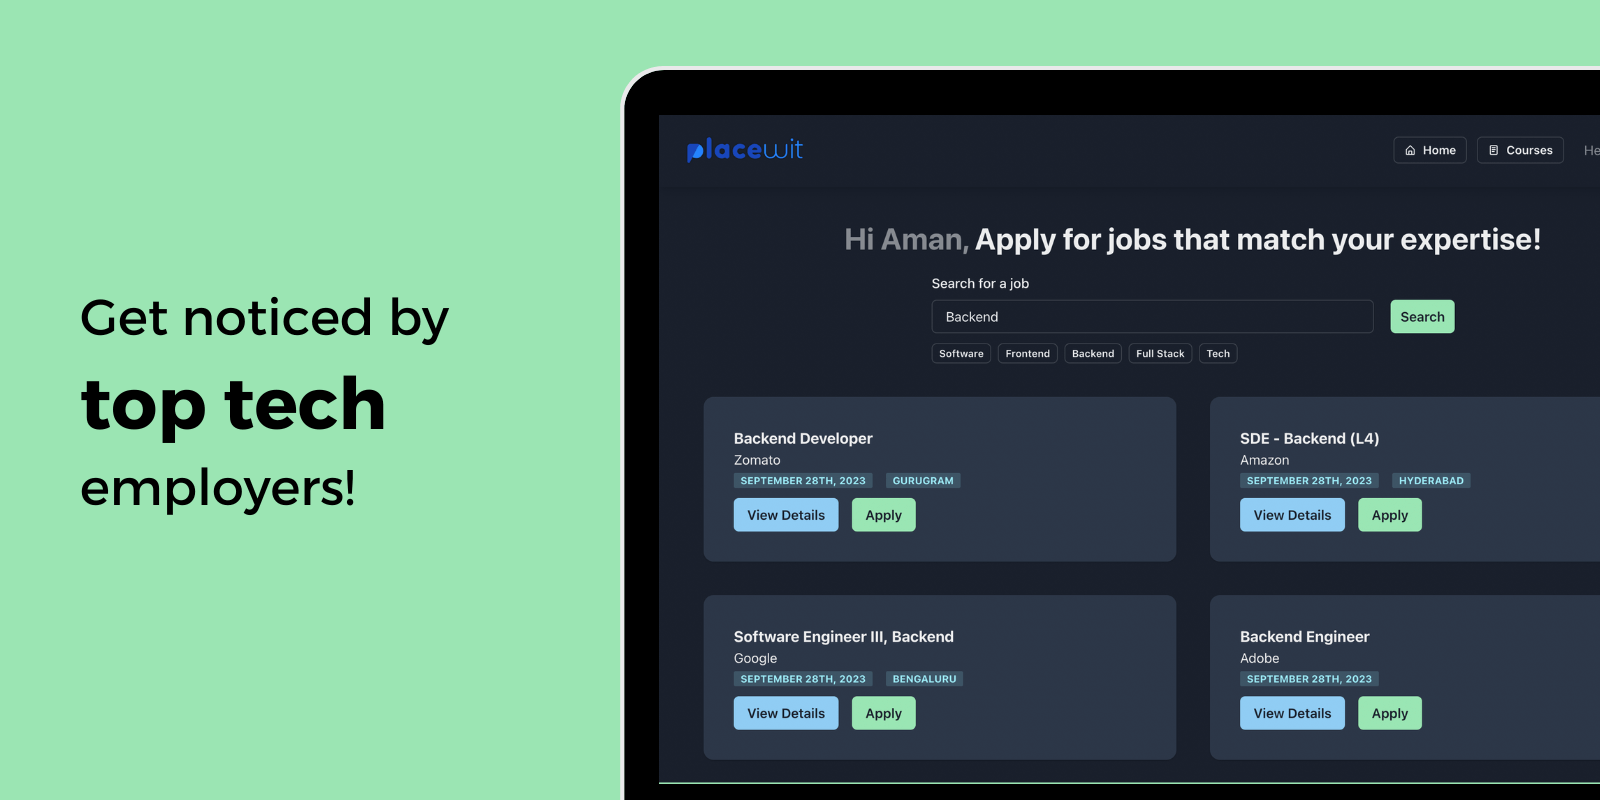 Get noticed by
top tech
employers!
placewit
Home
Courses
Hi Aman, Apply for jobs that match your expertise!
Search for a job
Backend
Search
Software
Frontend
Backend
Full Stack
Tech
Backend Developer
Zomato
SEPTEMBER 28TH, 2023
GURUGRAM
View Details
Apply
SDE - Backend (L4)
Amazon
SEPTEMBER 28TH, 2023
HYDERABAD
View Details
Apply
Software Engineer III, Backend
Google
SEPTEMBER 28TH, 2023
BENGALURU
View Details
Apply
Backend Engineer
Adobe
SEPTEMBER 28TH, 2023
View Details
Apply